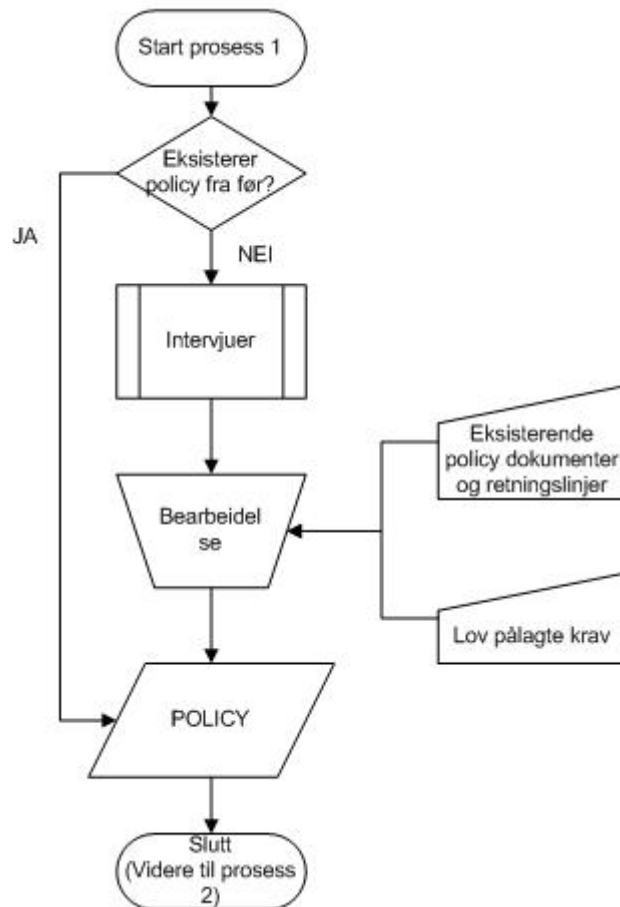 Start prosess 1
Eksisterer
policy fra før?
JA
NEI
Intervjuer
Eksisterende
policy dokumenter
og retningslinjer
Bearbeidel
se
Lov pålagte krav
POLICY
Slutt
(Videre til prosess
2)